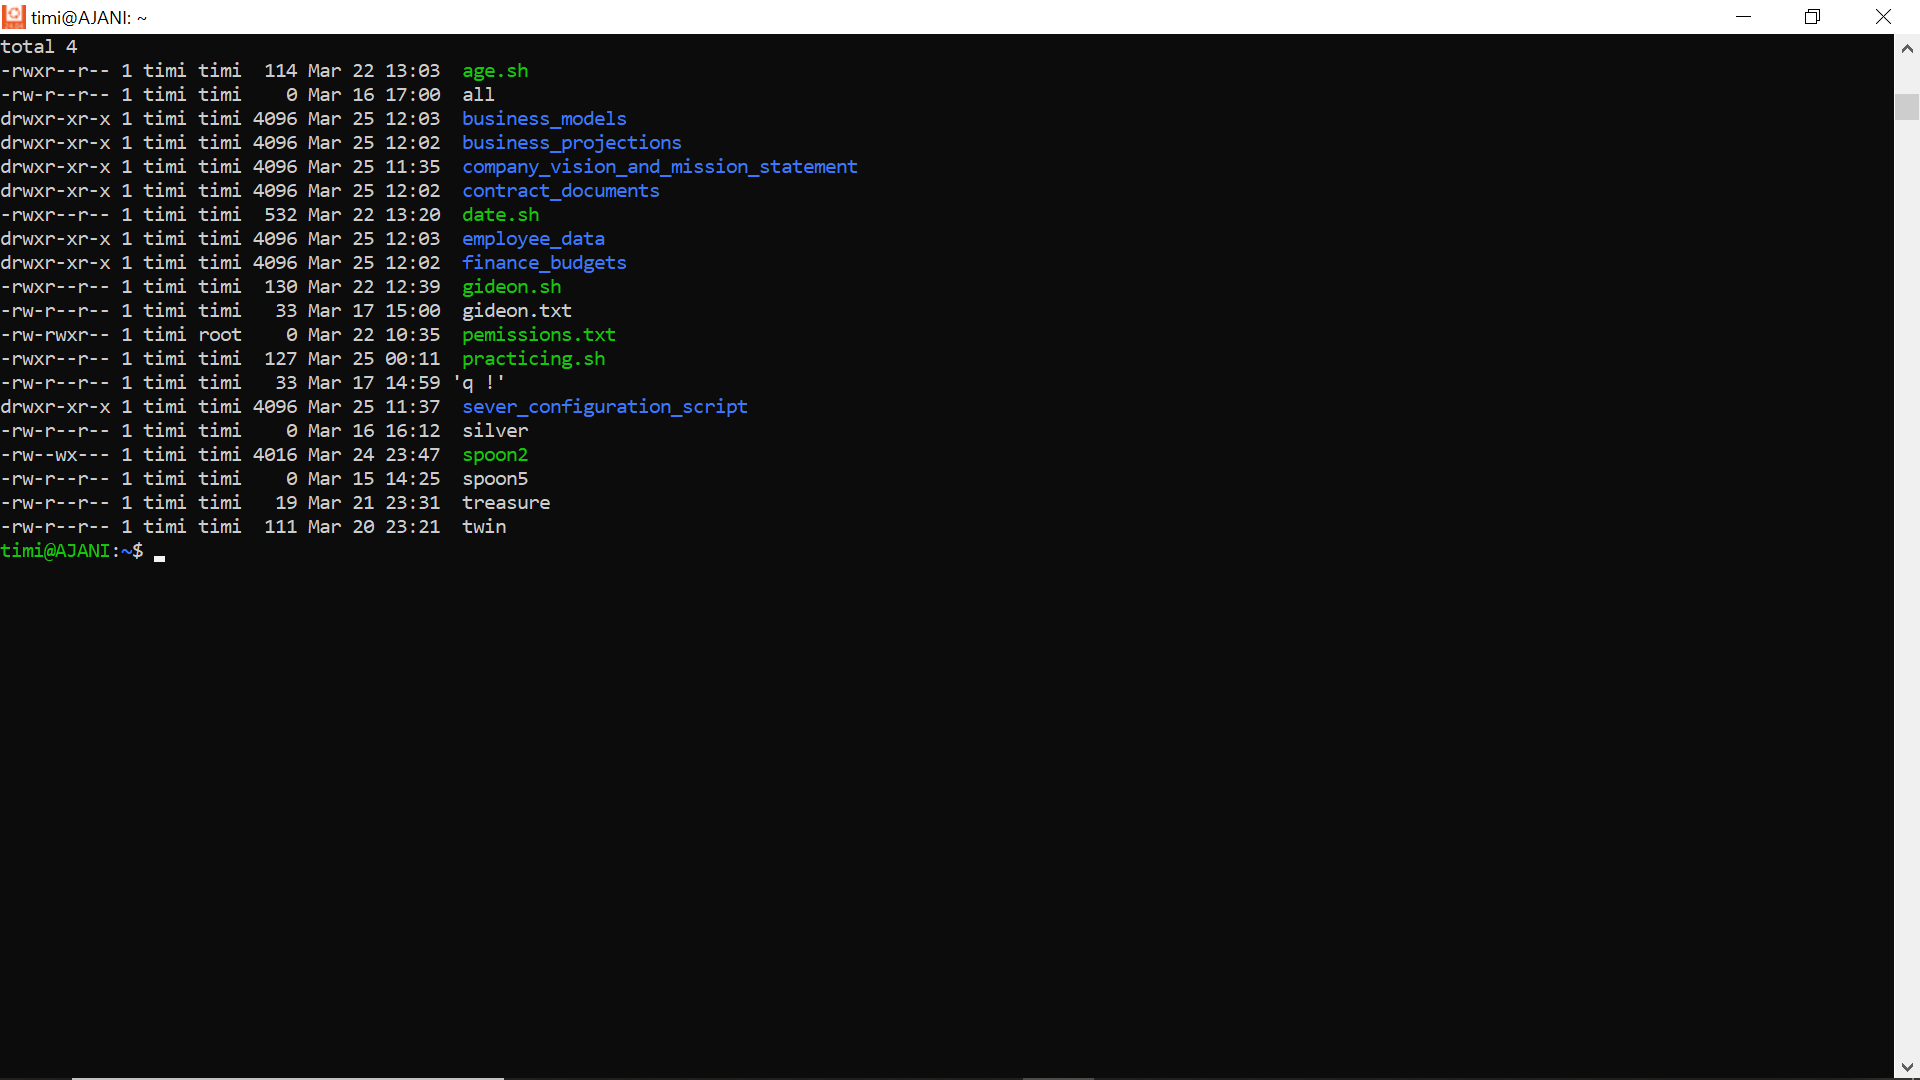 timi@AJANI: ~
total 4
-rwxr--r-- 1 timi timi  114 Mar 22 13:03  age.sh
-rw-r--r-- 1 timi timi    0 Mar 16 17:00  all
drwxr-xr-x 1 timi timi 4096 Mar 25 12:03  business_models
drwxr-xr-x 1 timi timi 4096 Mar 25 12:02  business_projections
drwxr-xr-x 1 timi timi 4096 Mar 25 11:35  company_vision_and_mission_statement
drwxr-xr-x 1 timi timi 4096 Mar 25 12:02  contract_documents
-rwxr--r-- 1 timi timi  532 Mar 22 13:20  date.sh
drwxr-xr-x 1 timi timi 4096 Mar 25 12:03  employee_data
drwxr-xr-x 1 timi timi 4096 Mar 25 12:02  finance_budgets
-rwxr--r-- 1 timi timi  130 Mar 22 12:39  gideon.sh
-rw-r--r-- 1 timi timi   33 Mar 17 15:00  gideon.txt
-rw-rwxr-- 1 timi root    0 Mar 22 10:35  pemissions.txt
-rwxr--r-- 1 timi timi  127 Mar 25 00:11  practicing.sh
-rw-r--r-- 1 timi timi   33 Mar 17 14:59 'q !'
drwxr-xr-x 1 timi timi 4096 Mar 25 11:37  sever_configuration_script
-rw-r--r-- 1 timi timi    0 Mar 16 16:12  silver
-rw--wx--- 1 timi timi 4016 Mar 24 23:47  spoon2
-rw-r--r-- 1 timi timi    0 Mar 15 14:25  spoon5
-rw-r--r-- 1 timi timi   19 Mar 21 23:31  treasure
-rw-r--r-- 1 timi timi  111 Mar 20 23:21  twin
timi@AJANI:~$